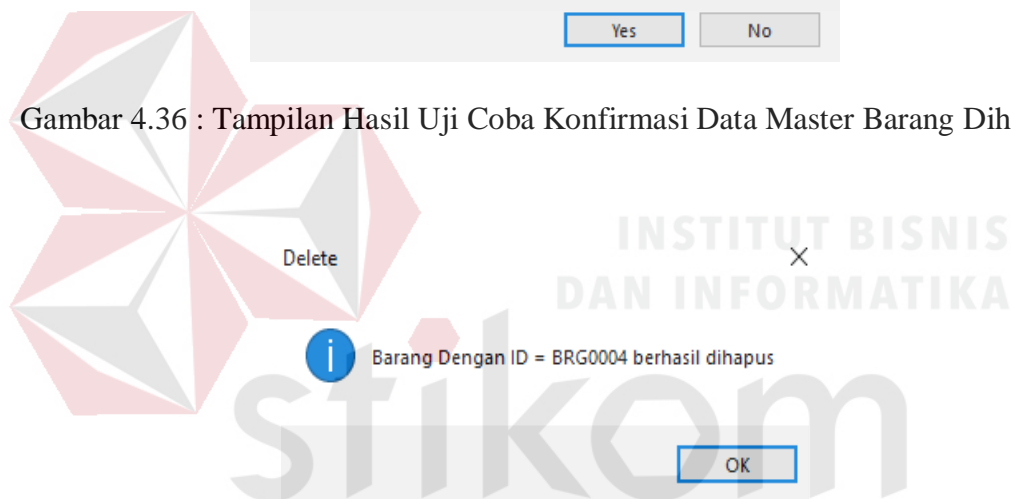 Yes No
Gambar 4.36 : Tampilan Hasil Uji Coba Konfirmasi Data Master Barang Dih
INSTITUT BISNIS
Delete
DAN INFORMATIKA
Barang Dengan ID = BRG0004 berhasil dihapus
stikom
OK